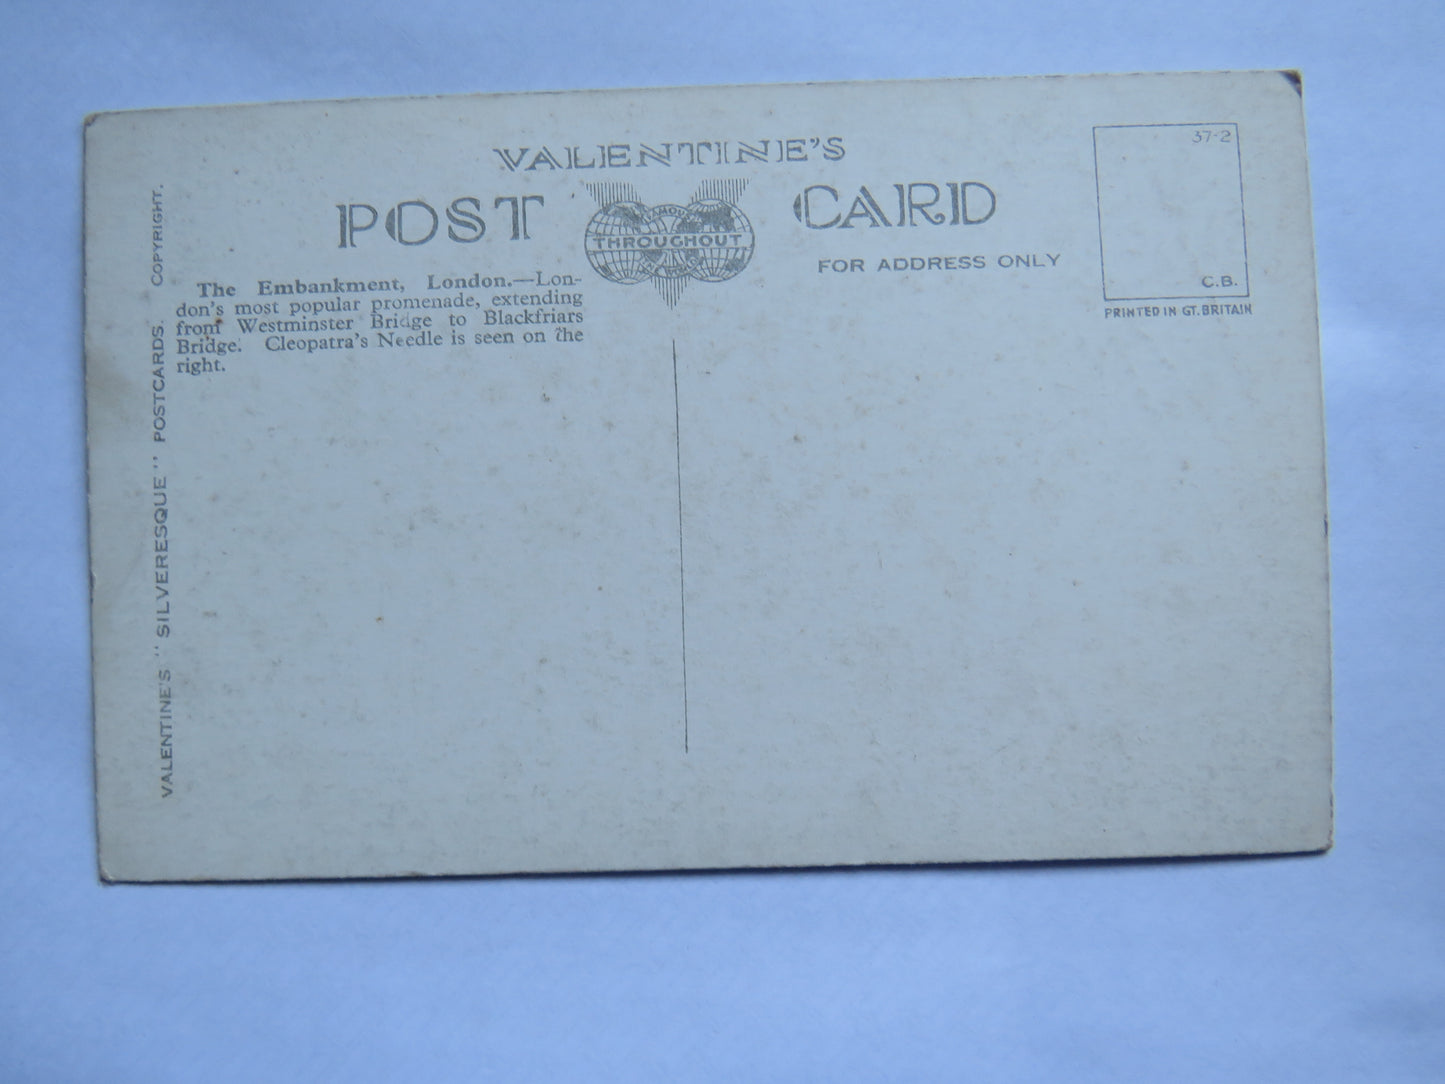 VALENTINE'S
POST CARD
FAMOUS
THROUGHOUT
FOR ADDRESS ONLY
37-2
C.B.
PRINTED IN GT. BRITAIN
The Embankment, London.—Lon-
don's most popular promenade, extending
from Westminster Bridge to Blackfriars
Bridge. Cleopatra's Needle is seen on the
right.
VALENTINE'S "SILVERESQUE" POSTCARDS. COPYRIGHT.